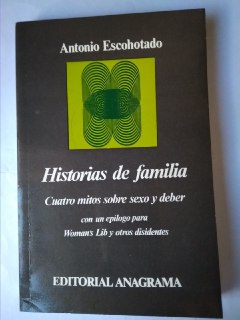 Antonio Escohotado
Historias de familia
Cuatro mitos sobre sexo y deber
con un epílogo para
Woman's Lib y otros disidentes
EDITORIAL ANAGRAMA